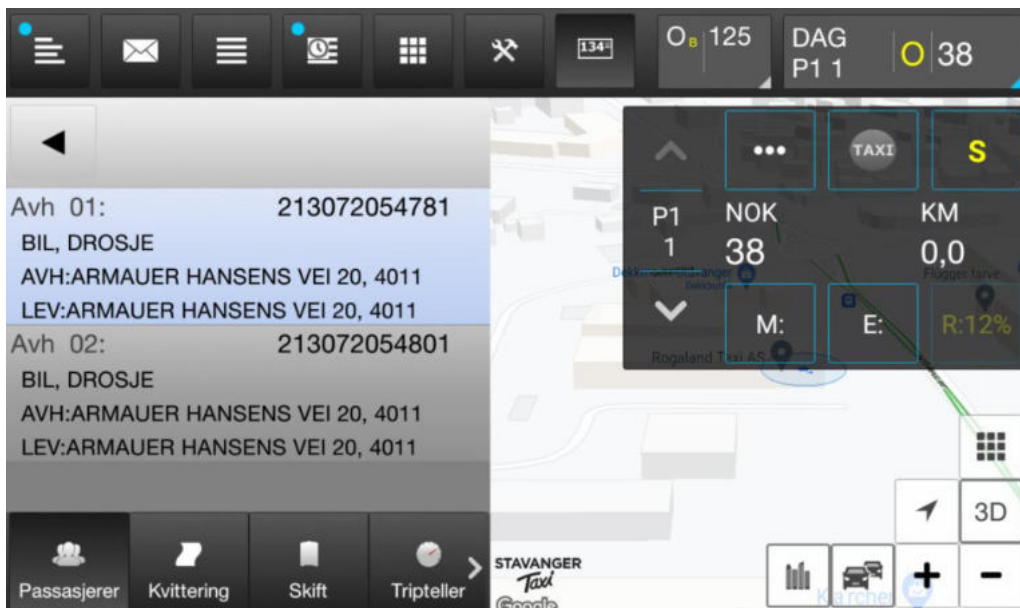 134
O B 125
DAG
P1 1
O 38
Avh 01: 213072054781
BIL, DROSJE
AVH:ARMAUER HANSENS VEI 20, 4011
LEV:ARMAUER HANSENS VEI 20, 4011
Avh 02: 213072054801
BIL, DROSJE
AVH:ARMAUER HANSENS VEI 20, 4011
LEV:ARMAUER HANSENS VEI 20, 4011
Passasjerer
Kvittering
Skift
Tripteller
TAXI
S
P1
1
NOK
38
KM
0,0
M:
E:
R:12%
Flügger farve
Rogaland Taxi AS
3D
STAVANGER
Taxi
Google
+
-